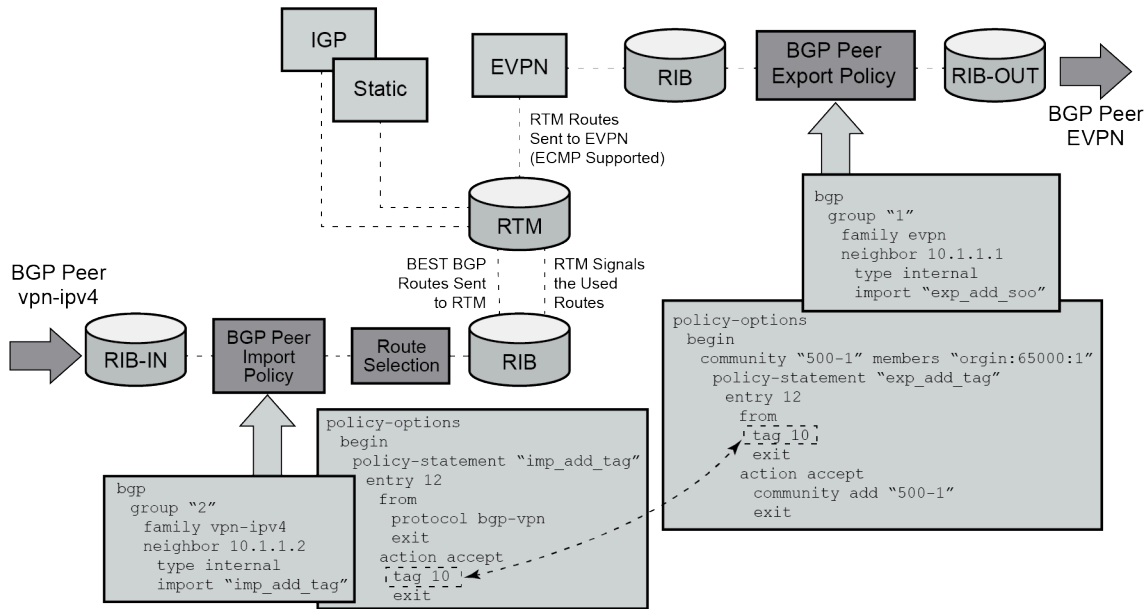 IGP
Static
EVPN
RIB
BGP Peer
Export Policy
RIB-OUT
BGP Peer
EVPN
RTM Routes
Sent to EVPN
(ECMP Supported)
RTM
BEST BGP
Routes Sent
to RTM
RTM Signals
the Used
Routes
BGP Peer
vpn-ipv4
RIB-IN
BGP Peer
Import
Policy
Route
Selection
RIB
bgp
group “1”
family evpn
neighbor 10.1.1.1
type internal
import “exp_add_soo”
policy-options
begin
community “500-1” members “orgin:65000:1”
policy-statement “exp_add_tag”
entry 12
from
tag 10
exit
action accept
community add “500-1”
exit
policy-options
begin
policy-statement “imp_add_tag”
entry 12
from
protocol bgp-vpn
exit
action accept
tag 10
exit
bgp
group “2”
family vpn-ipv4
neighbor 10.1.1.2
type internal
import “imp_add_tag”